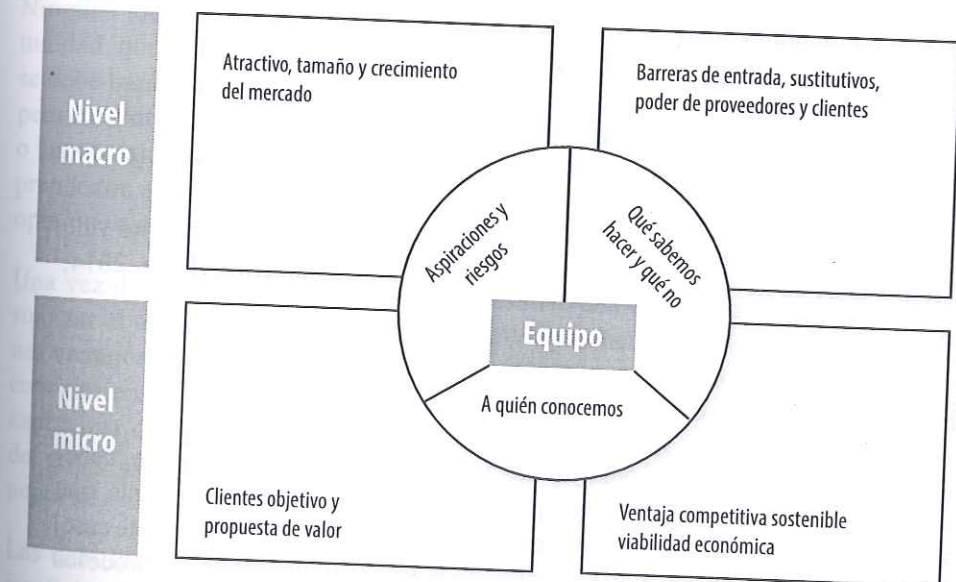 Nivel
macro
Atractivo, tamaño y crecimiento
del mercado
Barreras de entrada, sustitutivos,
poder de proveedores y clientes
Aspiraciones y
riesgos
Qué sabemos
hacer y qué no
Equipo
A quién conocemos
Nivel
micro
Clientes objetivo y
propuesta de valor
Ventaja competitiva sostenible
viabilidad económica